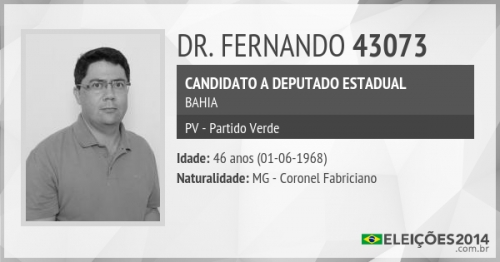 DR. FERNANDO 43073
CANDIDATO A DEPUTADO ESTADUAL
BAHIA
PV - Partido Verde
Idade: 46 anos (01-06-1968)
Naturalidade: MG - Coronel Fabriciano
ELEIÇÕES2014
.com.br